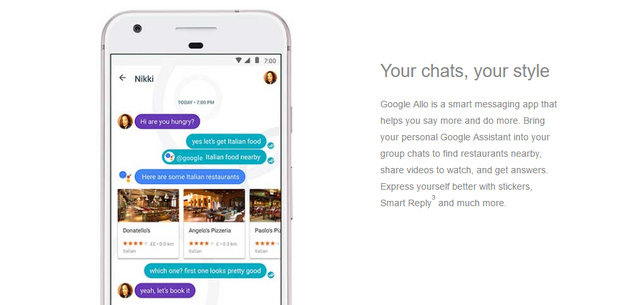 7:00
Nikki
TODAY • 7:00 PM
Hi are you hungry?
yes let's get Italian food
@google Italian food nearby
Here are some Italian restaurants
Donatello's
Angelo's Pizzeria
Paolo's Pi
££ • 0.0 km
£ • 0.3 km
Italian
Italian
Italian
which one? first one looks pretty good
yeah, let's book it
Your chats, your style
Google Allo is a smart messaging app that
helps you say more and do more. Bring
your personal Google Assistant into your
group chats to find restaurants nearby,
share videos to watch, and get answers.
Express yourself better with stickers,
Smart Reply3 and much more.